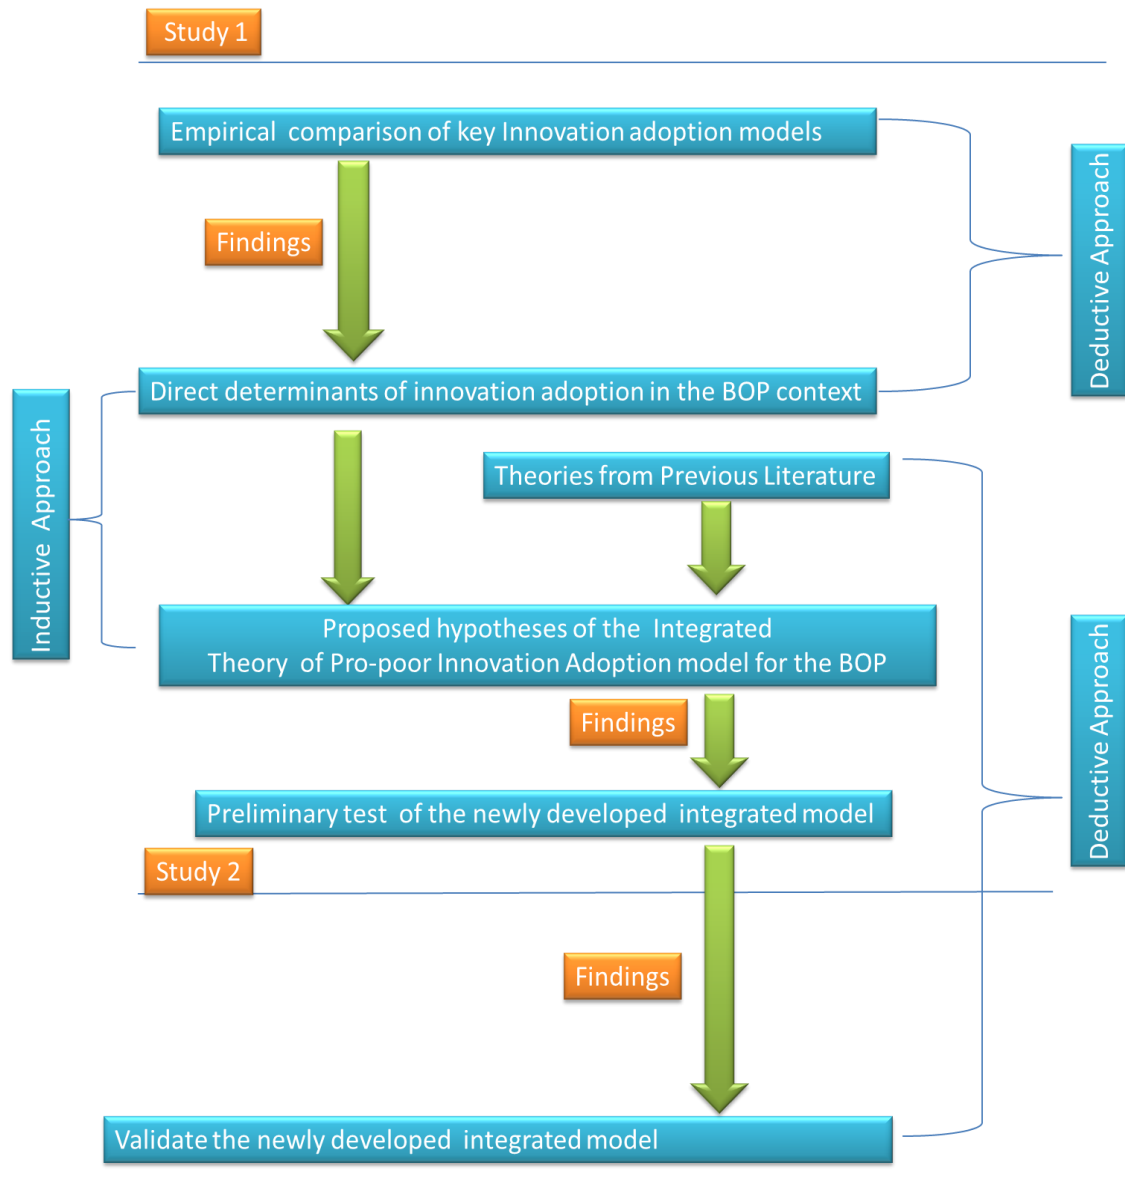 Study 1
Empirical comparison of key Innovation adoption models
Deductive Approach
Findings
Direct determinants of innovation adoption in the BOP context
Inductive Approach
Theories from Previous Literature
Proposed hypotheses of the Integrated
Theory of Pro-poor Innovation Adoption model for the BOP
Deductive Approach
Findings
Preliminary test of the newly developed integrated model
Study 2
Findings
Validate the newly developed integrated model